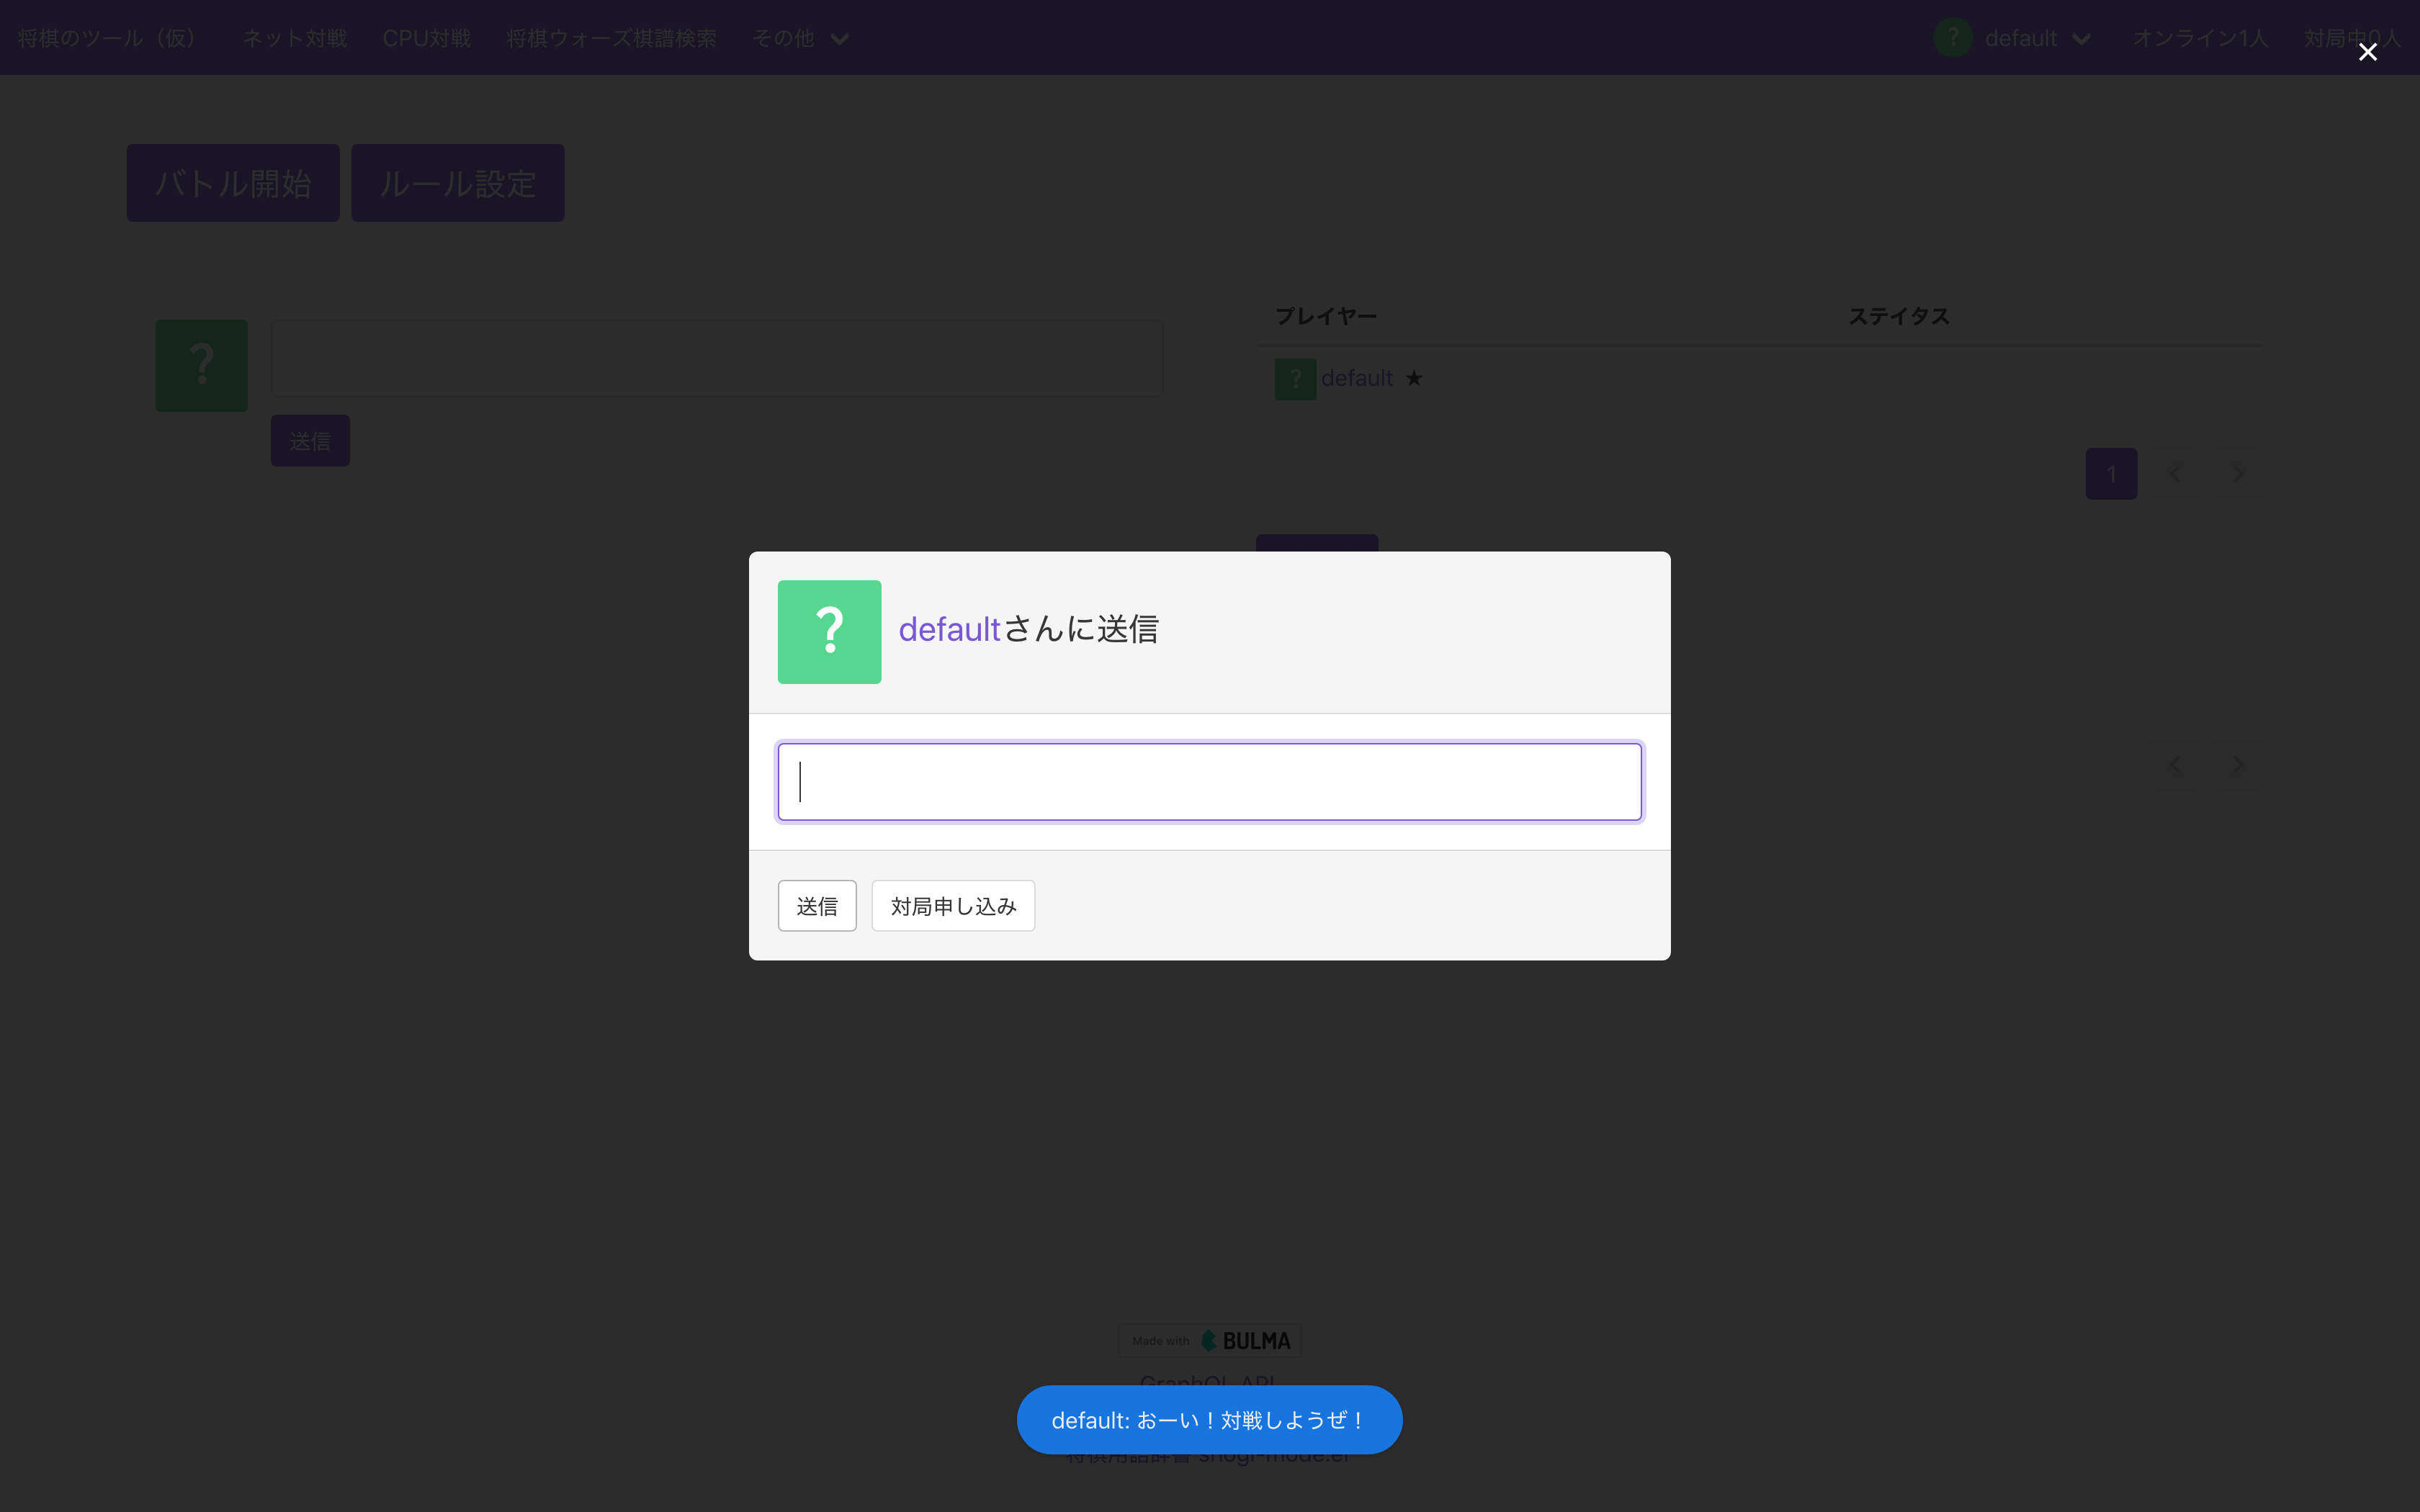 将棋のツール（仮） ネット対戦 CPU対戦 将棋ウォーズ棋譜検索 その他 ? default オンライン1人 対局中0人
バトル開始 ルール設定
プレイヤー ステイタス
?
? default ★
送信
1
? defaultさんに送信
送信 対局申し込み
Made with BULMA
GraphQL API
default: おーい！対戦しようぜ！
将棋用語辞書 shogi-mode.el